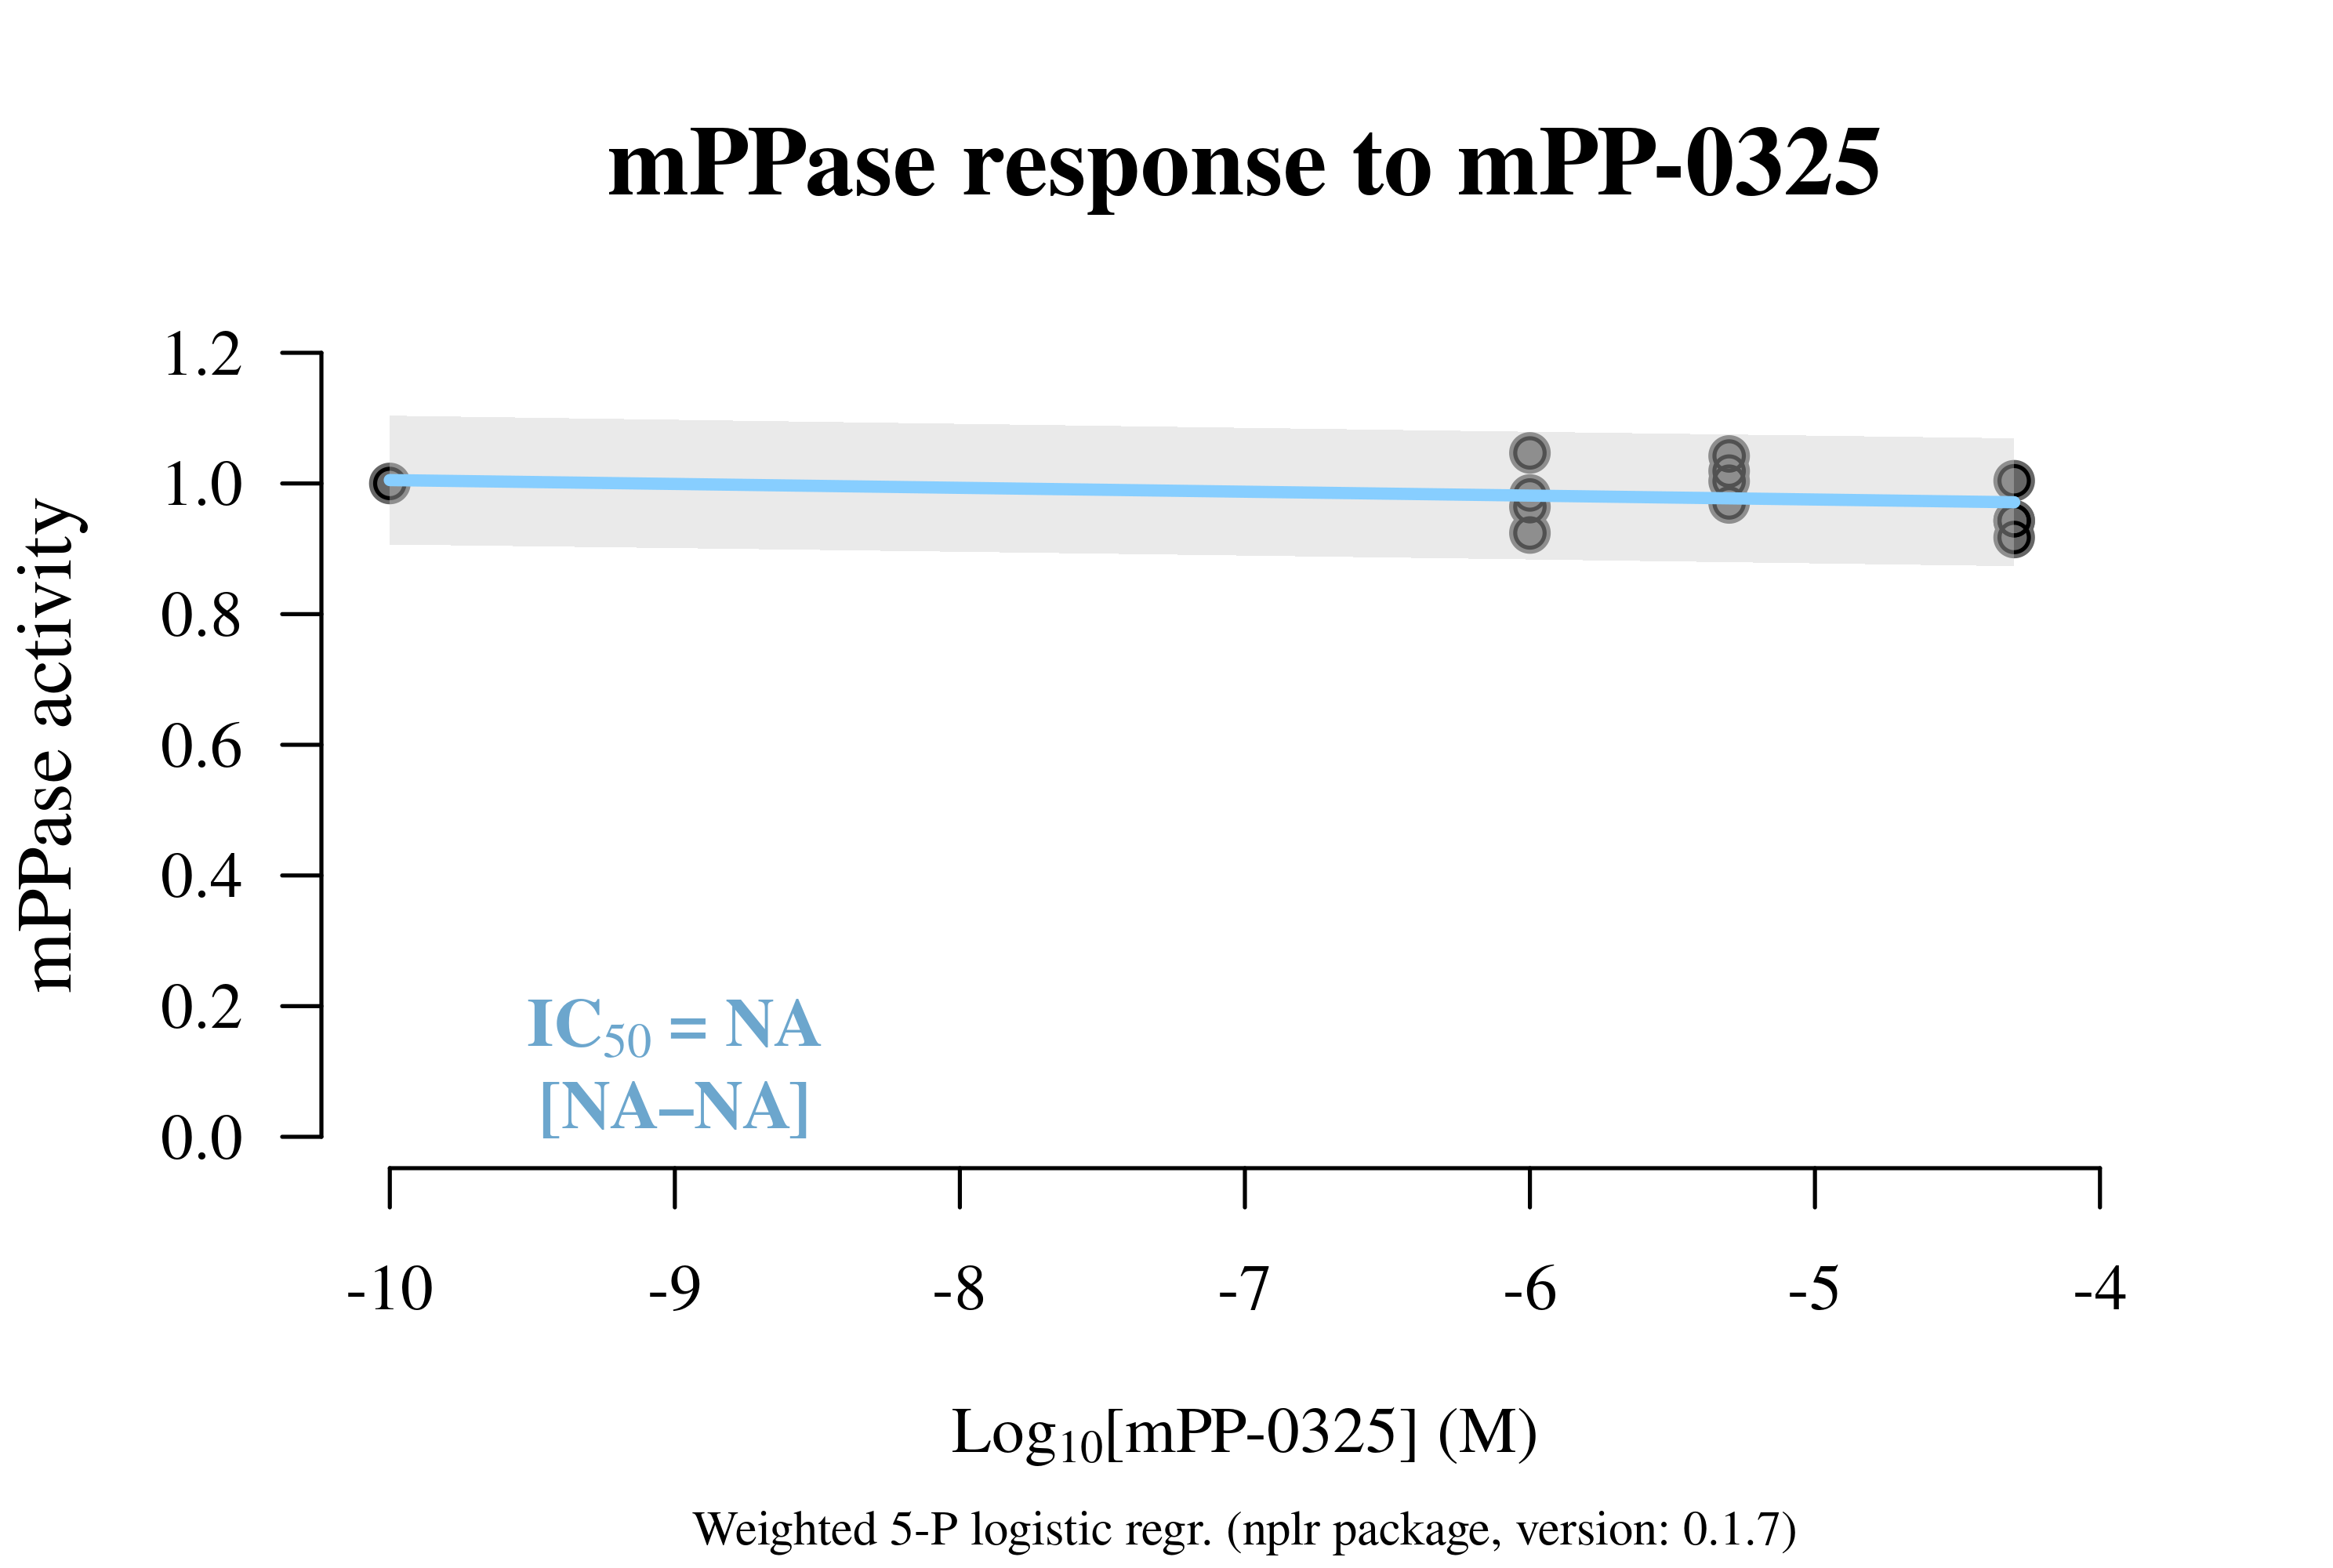 mPPase response to mPP-0325
mPPase activity
1.2
1.0
0.8
0.6
0.4
0.2
0.0
IC50 = NA
[NA–NA]
-10 -9 -8 -7 -6 -5 -4
Log10[mPP-0325] (M)
Weighted 5-P logistic regr. (nplr package, version: 0.1.7)